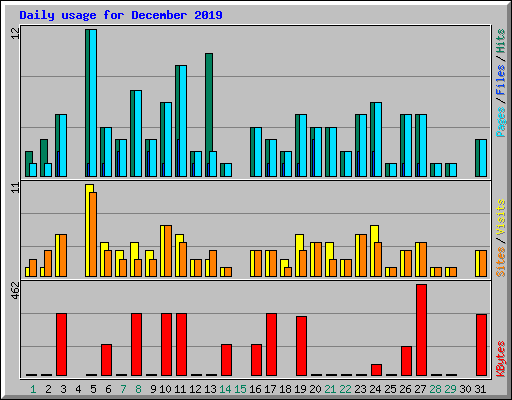 Daily usage for December 2019
12
Pages/Files/Hits
11
Sites/Visits
462
KBytes
1 2 3 4 5 6 7 8 9 10 11 12 13 14 15 16 17 18 19 20 21 22 23 24 25 26 27 28 29 30 31